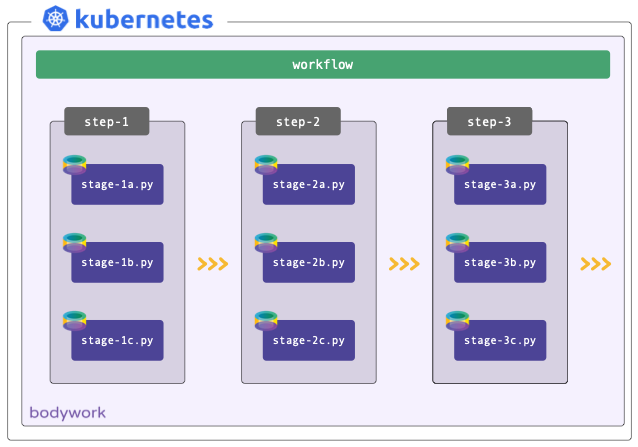 kubernetes
workflow
step-1
step-2
step-3
stage-1a.py
stage-2a.py
stage-3a.py
stage-1b.py
stage-2b.py
stage-3b.py
stage-1c.py
stage-2c.py
stage-3c.py
bodywork